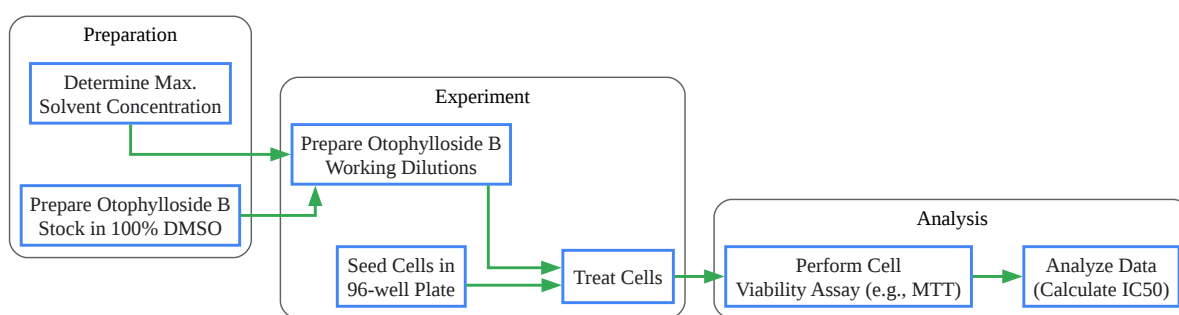 Preparation
Determine Max.
Solvent Concentration
Prepare Otophylloside B
Stock in 100% DMSO
Experiment
Prepare Otophylloside B
Working Dilutions
Seed Cells in
96-well Plate
Treat Cells
Analysis
Perform Cell
Viability Assay (e.g., MTT)
Analyze Data
(Calculate IC50)